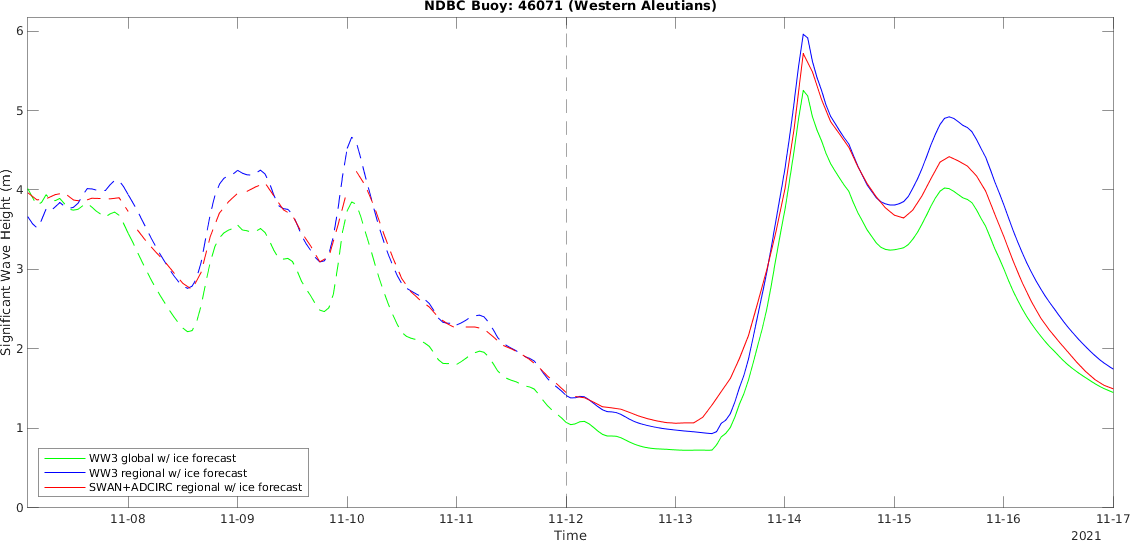 NDBC Buoy: 46071 (Western Aleutians)
Significant Wave Height (m)
6
5
4
3
2
1
0
WW3 global w/ ice forecast
WW3 regional w/ ice forecast
SWAN+ADCIRC regional w/ ice forecast
11-08 11-09 11-10 11-11 11-12 11-13 11-14 11-15 11-16 11-17
Time
2021